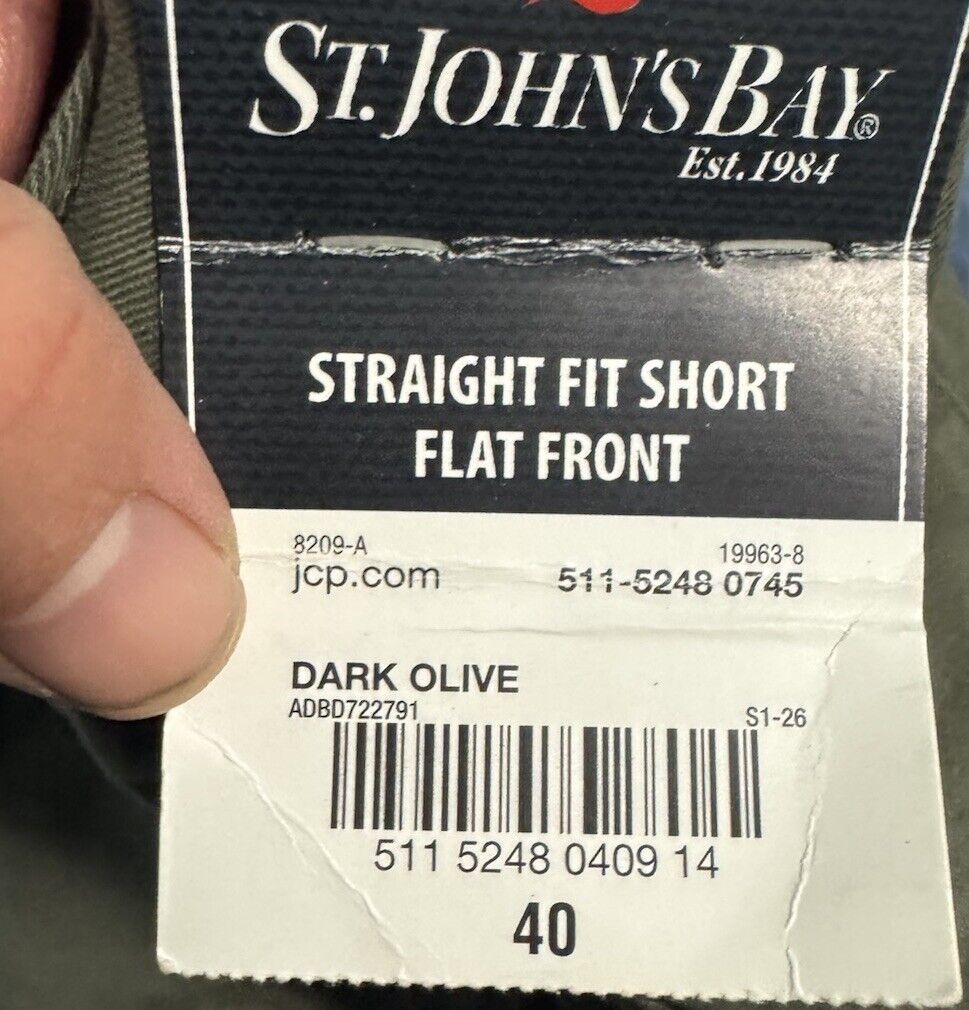 ST. JOHN'S BAY®
Est. 1984
STRAIGHT FIT SHORT
FLAT FRONT
8209-A 19963-8
jcp.com 511-5248 0745
DARK OLIVE
ADBD722791 S1-26
511 5248 0409 14
40